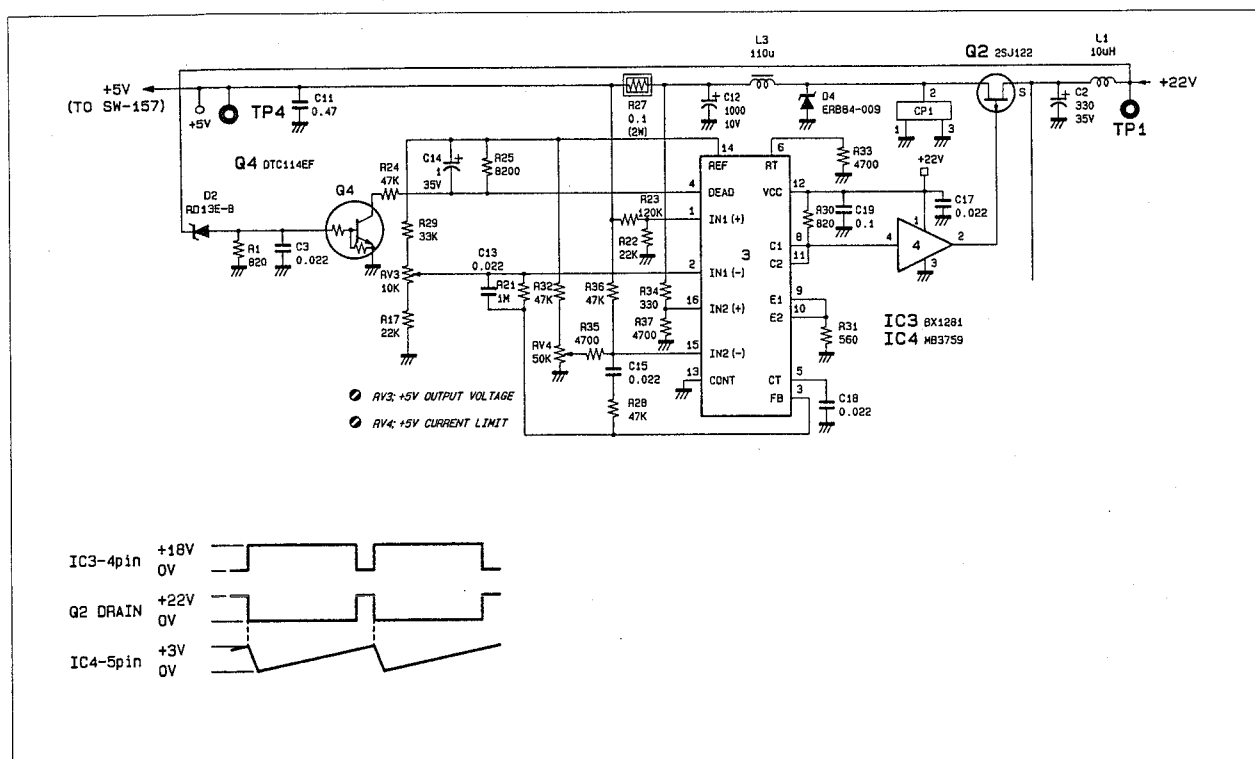 L3
110u
Q2 2SJ122
L1
10uH
+5V
(TO SW-157)
+22V
+5V
TP4
C11
0.47
R27
0.1
(2W)
C12
1000
10V
D4
ERB84-009
2
CP1
1
3
S
C2
330
35V
TP1
Q4 DTC114EF
R24
47K
C14
1
35V
R25
8200
14
REF
6
RT
R33
4700
+22V
D2
RD13E-B
Q4
4
DEAD
VCC
12
R23
120K
1
IN1(+)
R30
820
C19
0.1
C17
0.022
R29
33K
R22
22K
R1
820
C3
0.022
C13
0.022
3
C1
8
C2
11
4
4
1
2
3
RV3
10K
R21
1M
2
IN1(-)
R32
47K
R36
47K
R34
330
E1
9
E2
10
16
IN2(+)
R17
22K
R35
4700
R37
4700
R31
560
IC3 BX1281
IC4 MB3759
RV4
50K
15
IN2(-)
C15
0.022
13
CONT
CT
5
FB
3
C18
0.022
R28
47K
RV3; +5V OUTPUT VOLTAGE
RV4; +5V CURRENT LIMIT
IC3-4pin
+18V
0V
Q2 DRAIN
+22V
0V
IC4-5pin
+3V
0V